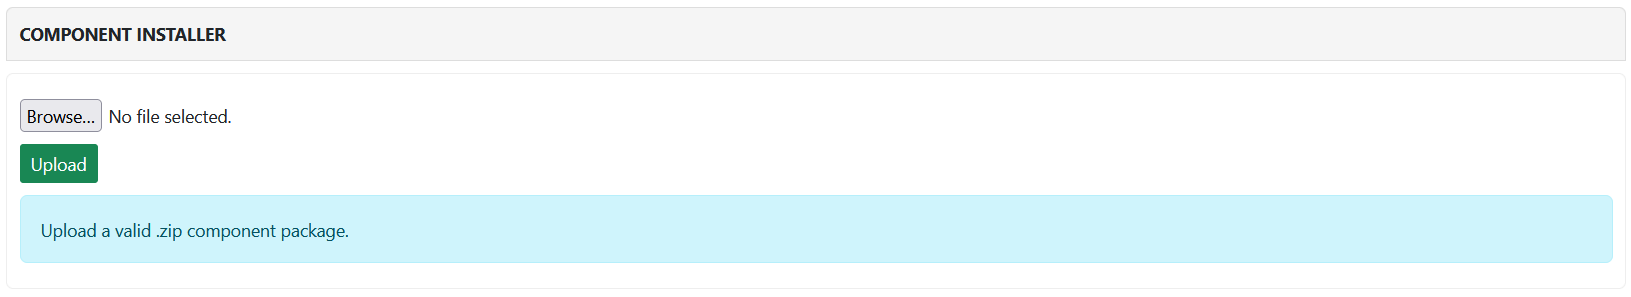 COMPONENT INSTALLER
Browse... No file selected.
Upload
Upload a valid .zip component package.